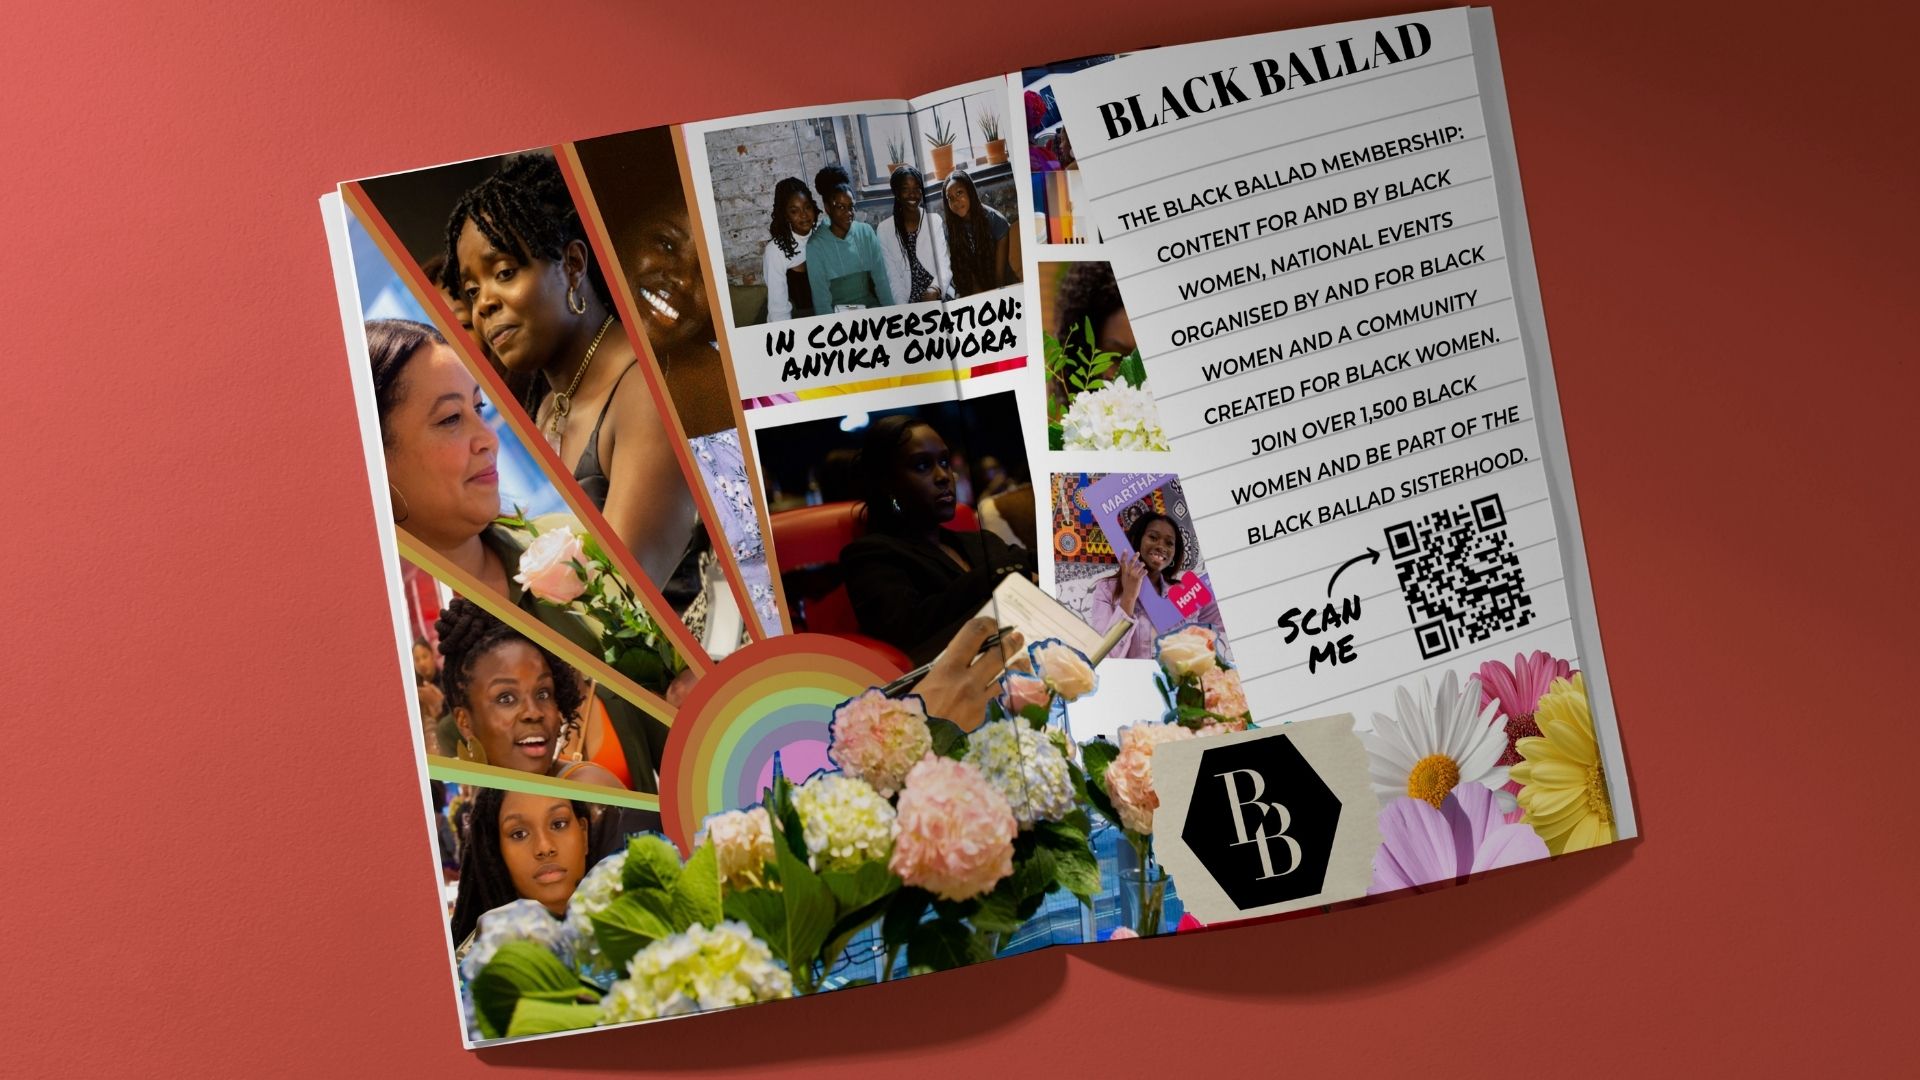 IN CONVERSATION:
ANYIKA ONUORA
BLACK BALLAD
THE BLACK BALLAD MEMBERSHIP:
CONTENT FOR AND BY BLACK
WOMEN, NATIONAL EVENTS
ORGANISED BY AND FOR BLACK
WOMEN AND A COMMUNITY
CREATED FOR BLACK WOMEN.
JOIN OVER 1,500 BLACK
WOMEN AND BE PART OF THE
BLACK BALLAD SISTERHOOD.
SCAN
ME
MARTHA
Hayu
BB